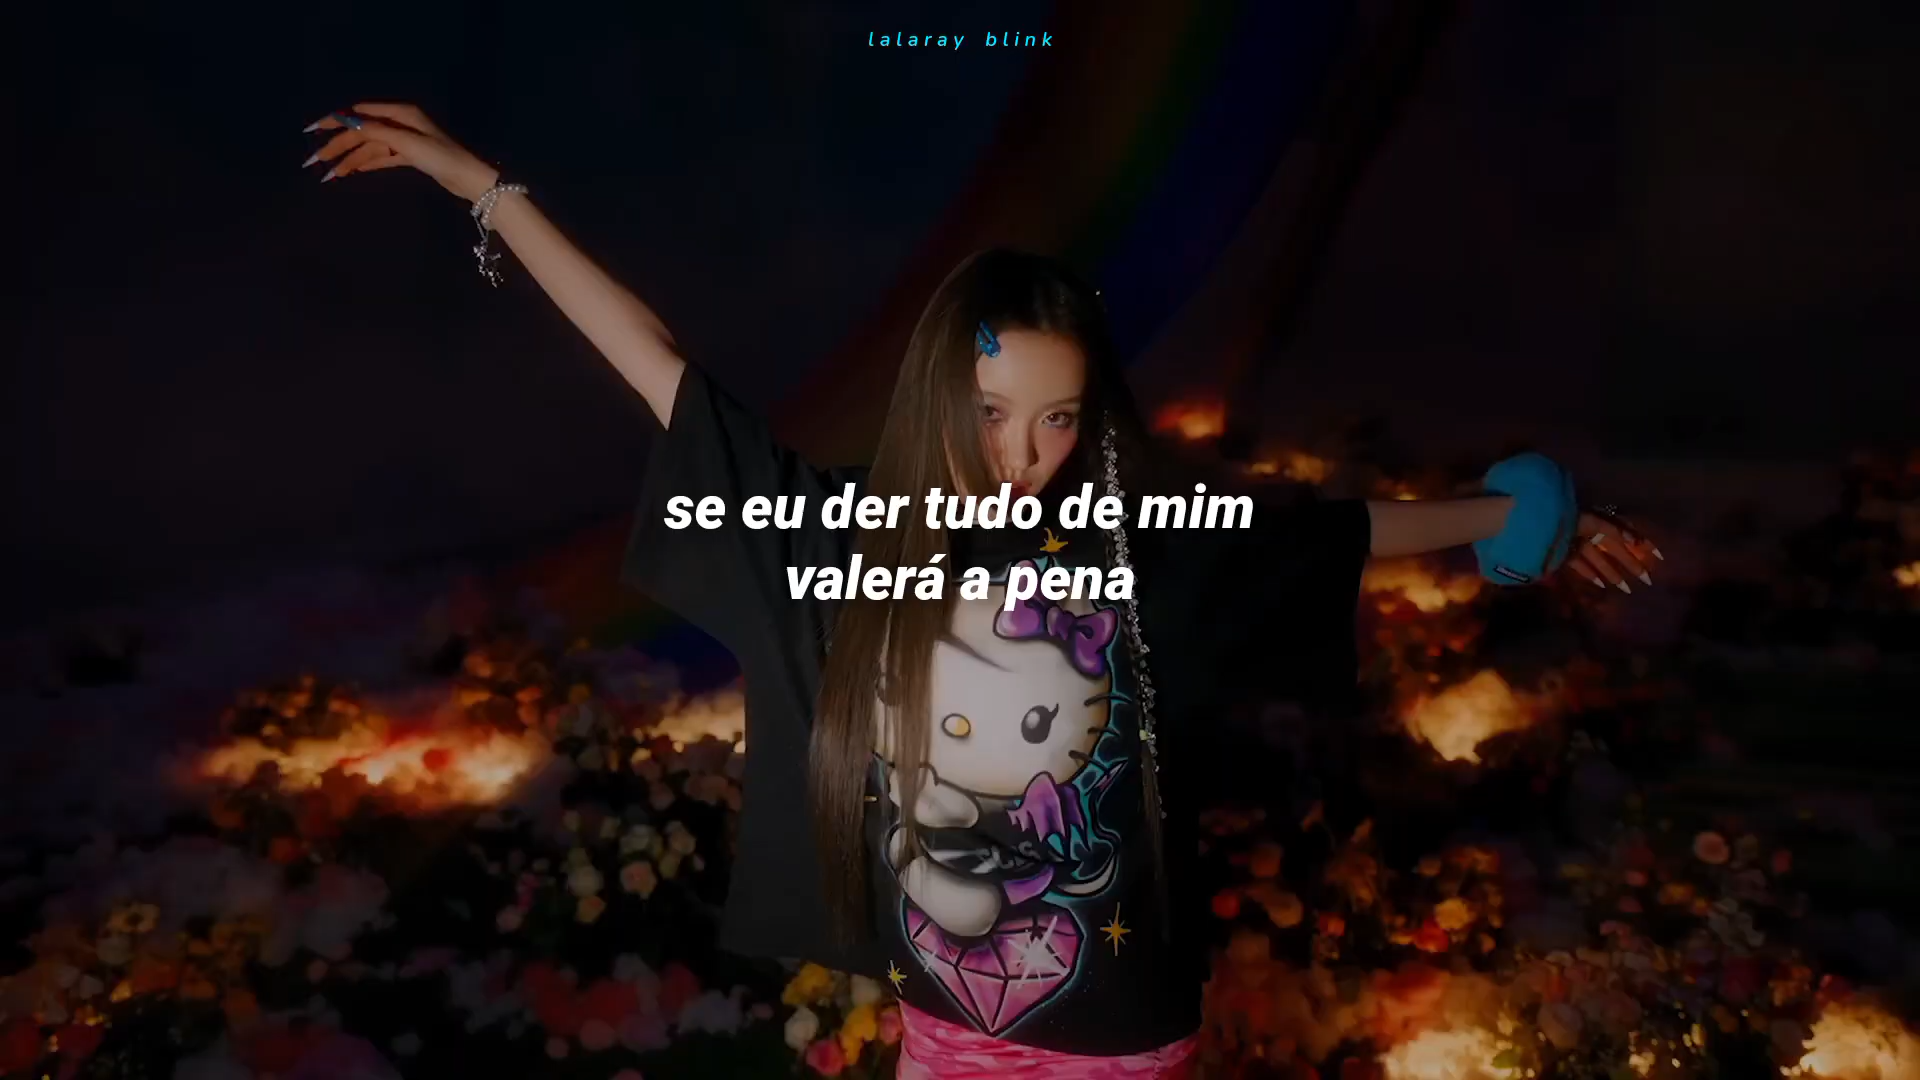 lalaray blink
se eu der tudo de mim
valerá a pena